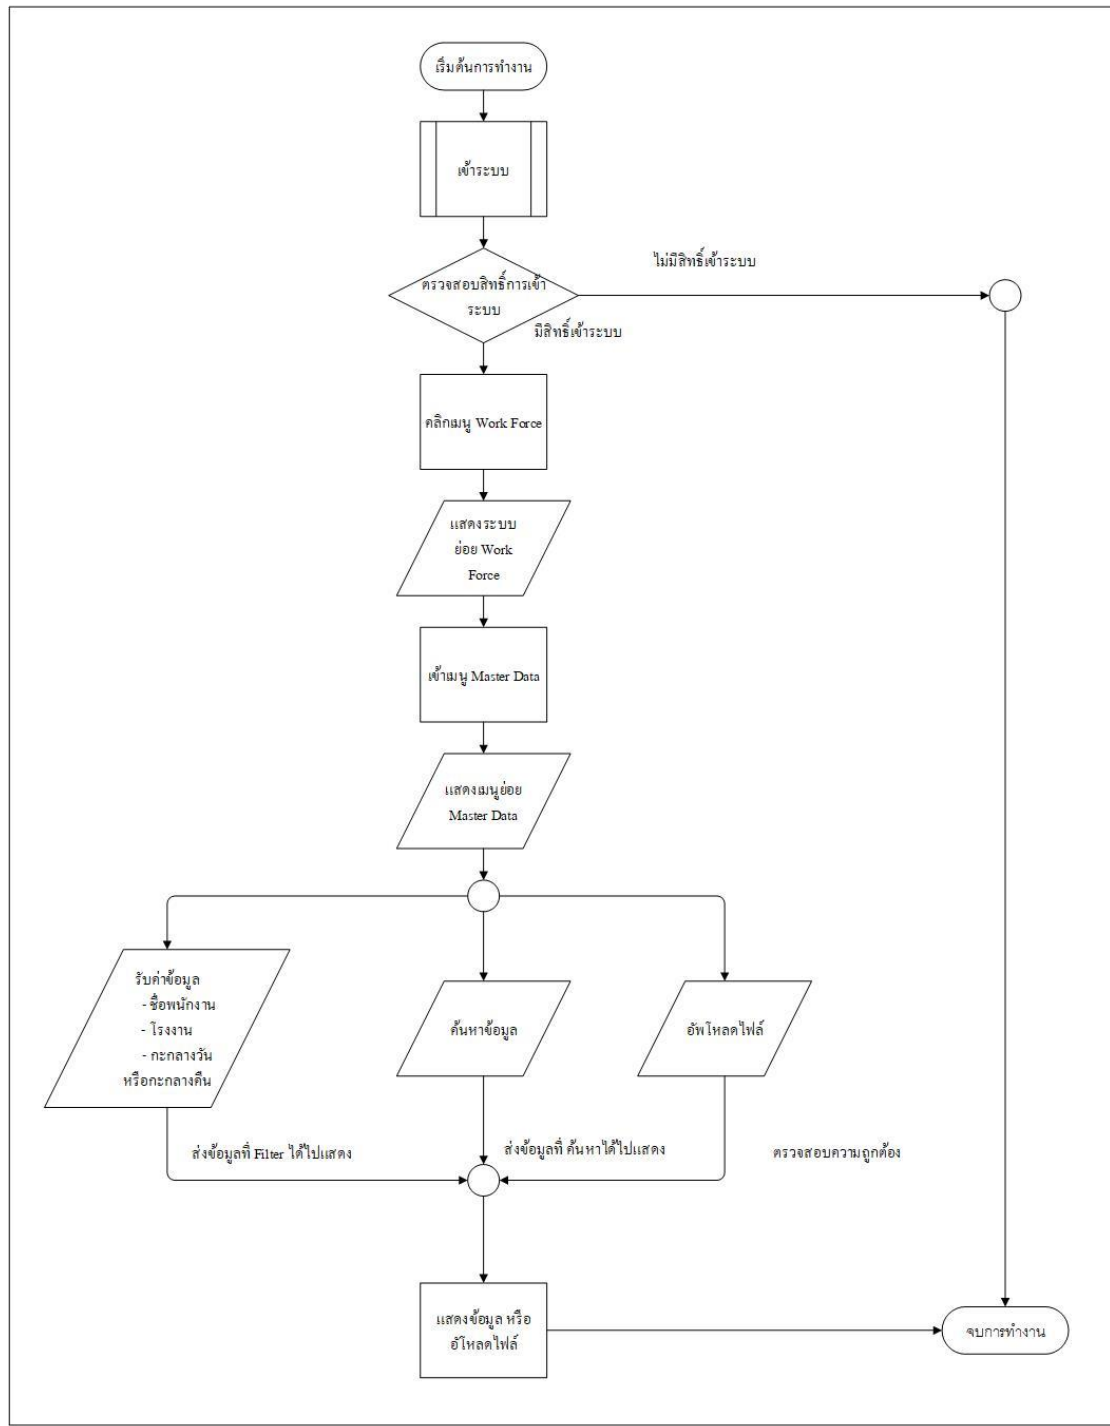 เริ่มต้นการทำงาน
เข้าระบบ
ไม่มีสิทธิ์เข้าระบบ
ตรวจสอบสิทธิ์การเข้า
ระบบ
มีสิทธิ์เข้าระบบ
คลิกเมนู Work Force
แสดงระบบ
ย่อย Work
Force
เข้าเมนู Master Data
แสดงเมนูย่อย
Master Data
รับค่าข้อมูล
- ชื่อพนักงาน
- โรงงาน
- กะกลางวัน
หรือกะกลางคืน
ค้นหาข้อมูล
อัพโหลดไฟล์
ส่งข้อมูลที่ Filter ได้ไปแสดง
ส่งข้อมูลที่ ค้นหาได้ไปแสดง
ตรวจสอบความถูกต้อง
แสดงข้อมูล หรือ
อัโหลดไฟล์
จบการทำงาน